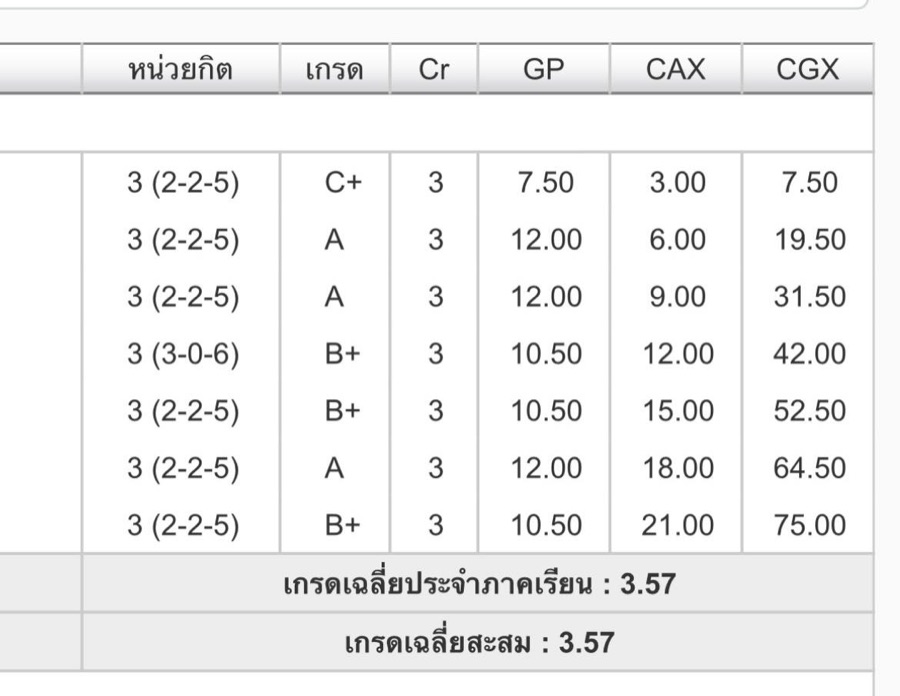 หน่วยกิต เกรด Cr GP CAX CGX
3 (2-2-5) C+ 3 7.50 3.00 7.50
3 (2-2-5) A 3 12.00 6.00 19.50
3 (2-2-5) A 3 12.00 9.00 31.50
3 (3-0-6) B+ 3 10.50 12.00 42.00
3 (2-2-5) B+ 3 10.50 15.00 52.50
3 (2-2-5) A 3 12.00 18.00 64.50
3 (2-2-5) B+ 3 10.50 21.00 75.00
เกรดเฉลี่ยประจำภาคเรียน : 3.57
เกรดเฉลี่ยสะสม : 3.57